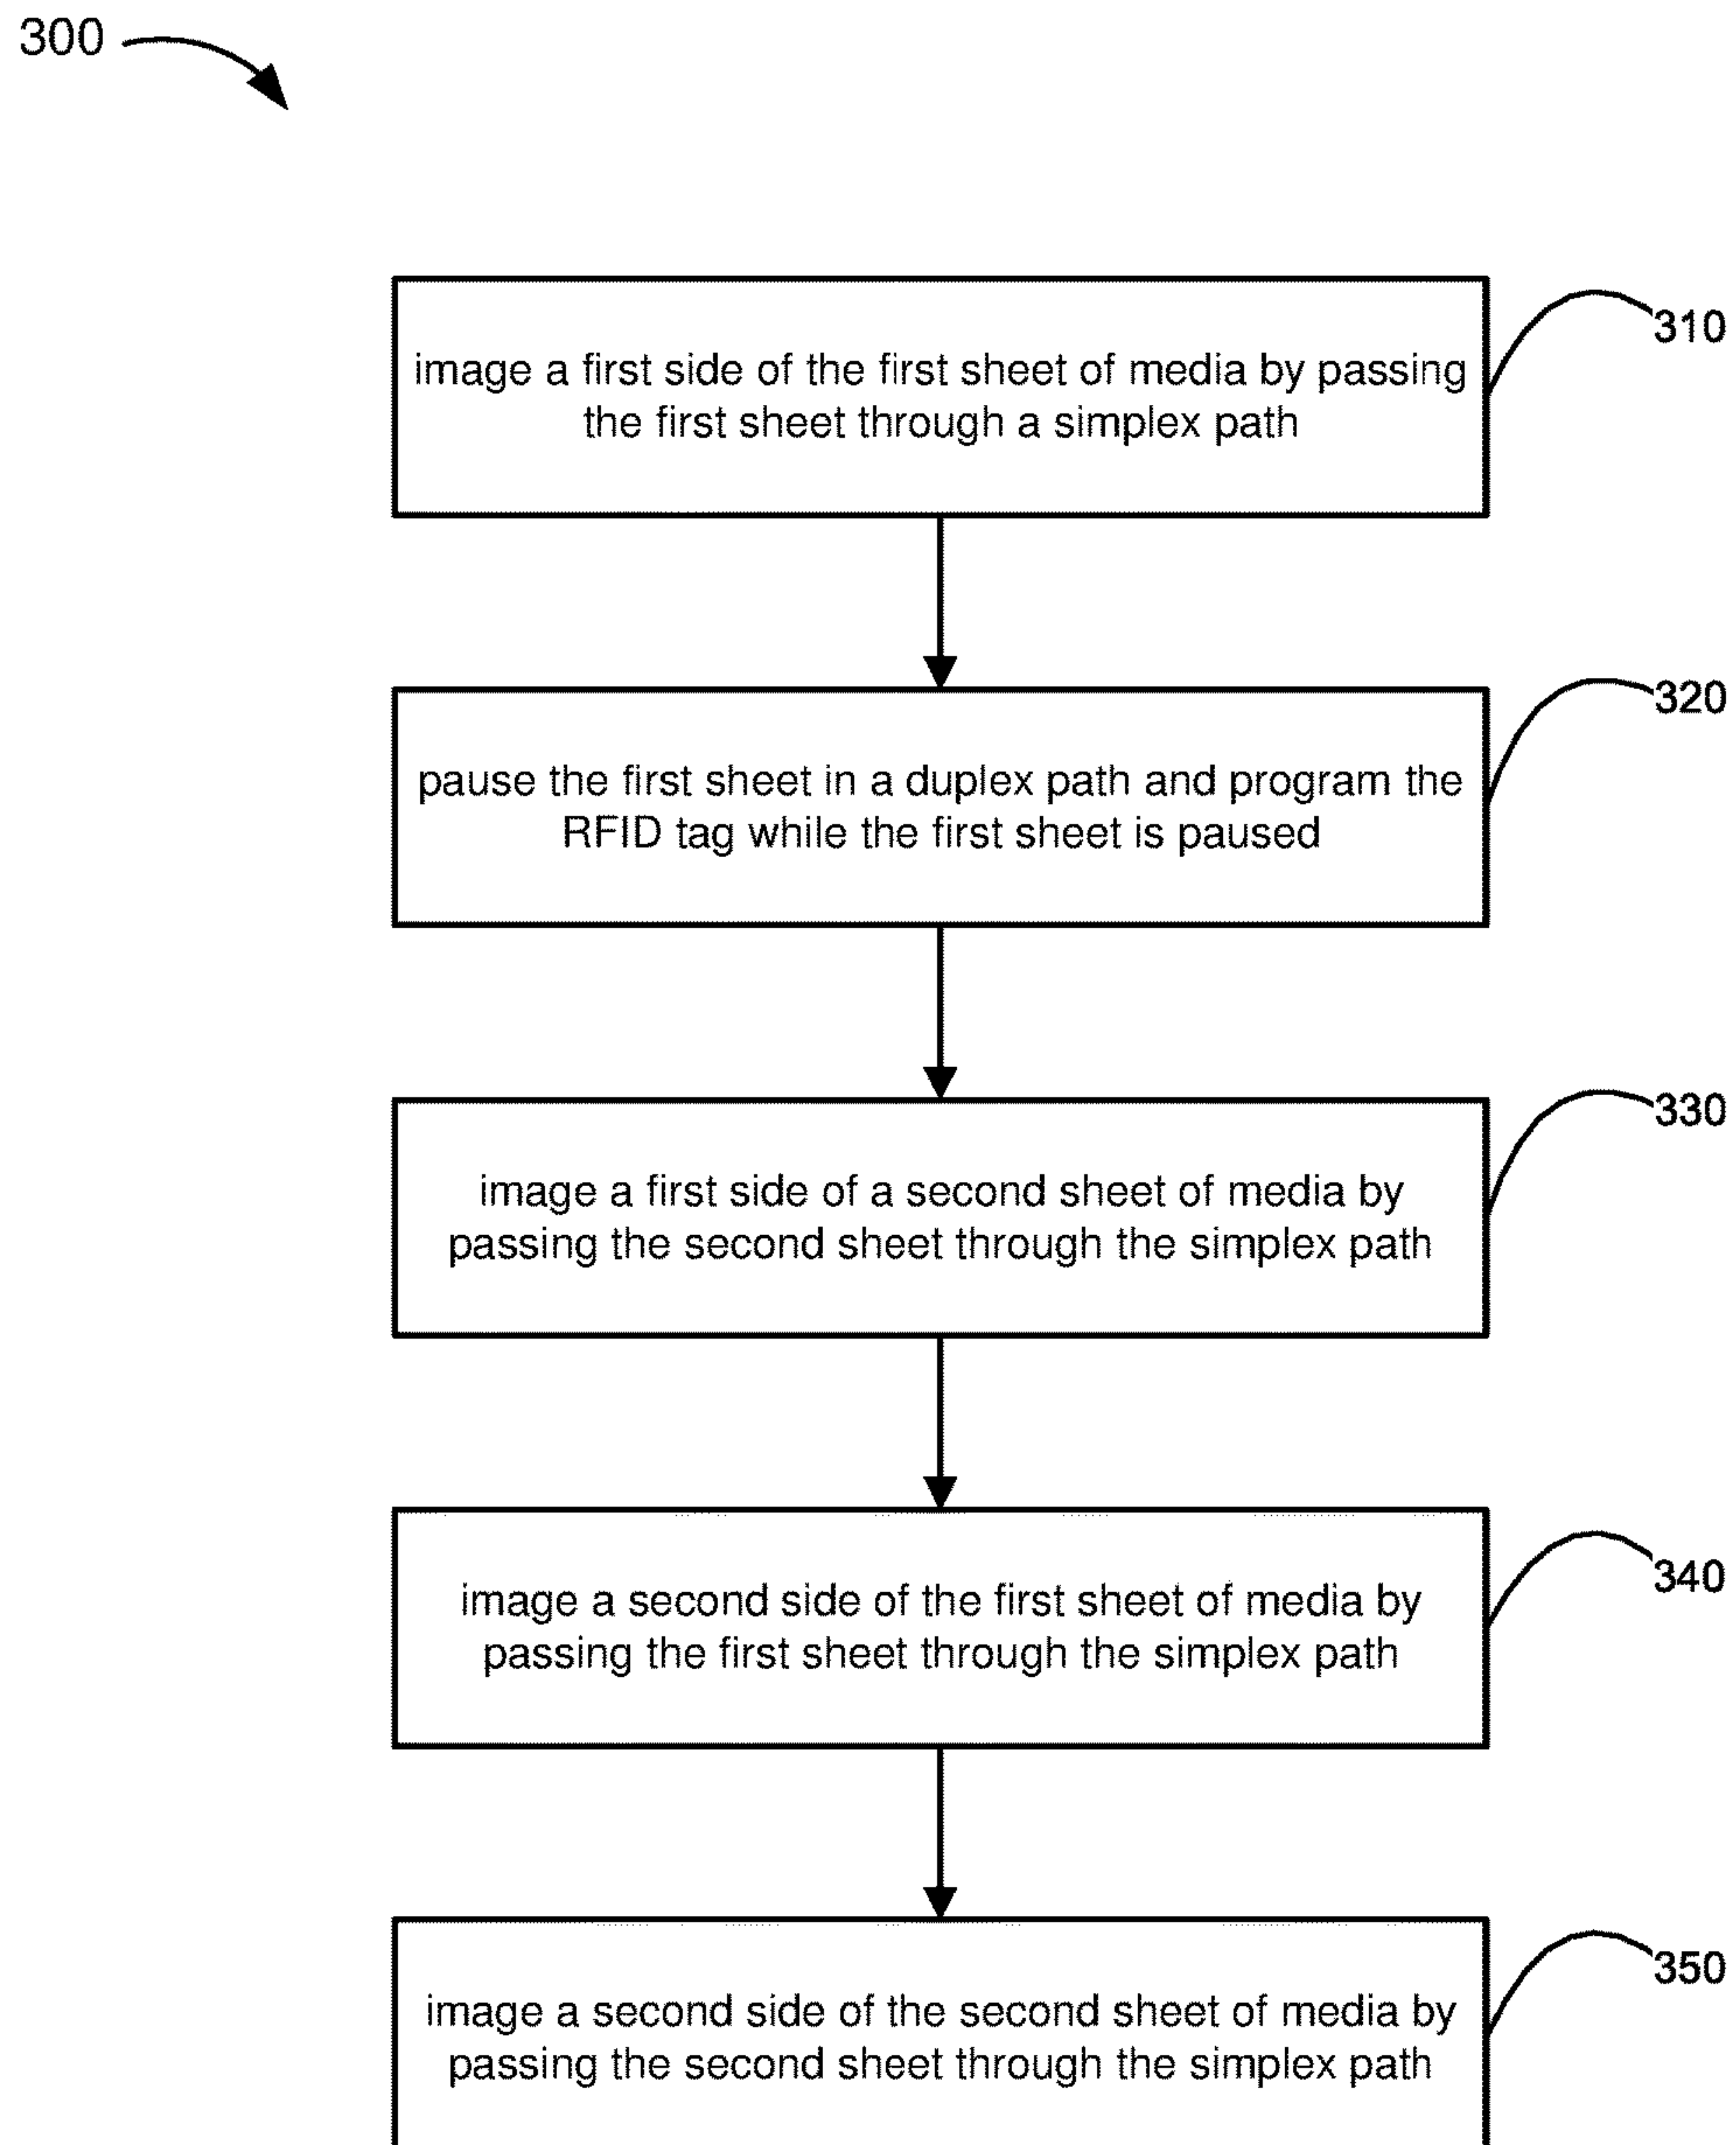 300
310
image a first side of the first sheet of media by passing
the first sheet through a simplex path
320
pause the first sheet in a duplex path and program the
RFID tag while the first sheet is paused
330
image a first side of a second sheet of media by
passing the second sheet through the simplex path
340
image a second side of the first sheet of media by
passing the first sheet through the simplex path
350
image a second side of the second sheet of media by
passing the second sheet through the simplex path